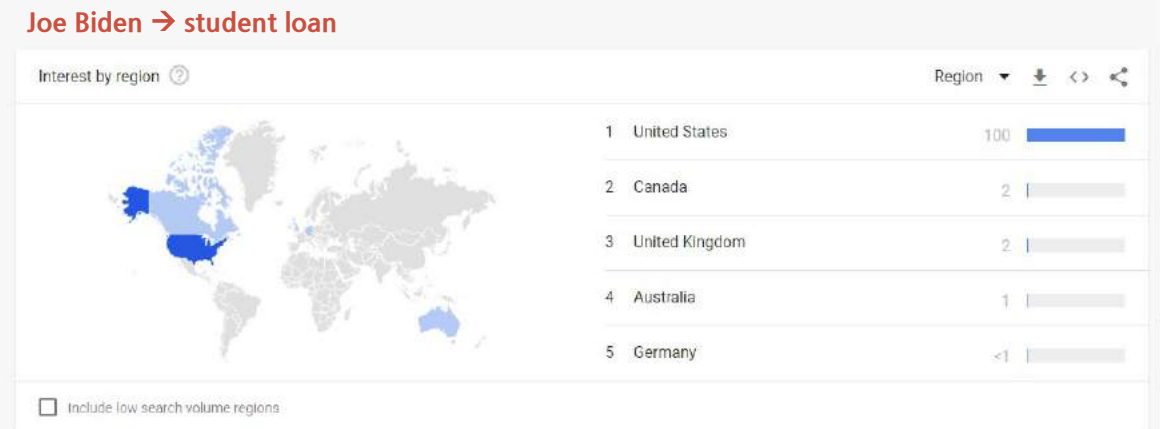 Joe Biden → student loan
Interest by region ?
Region
1 United States 100
2 Canada 2
3 United Kingdom 2
4 Australia 1
5 Germany <1
Include low search volume regions